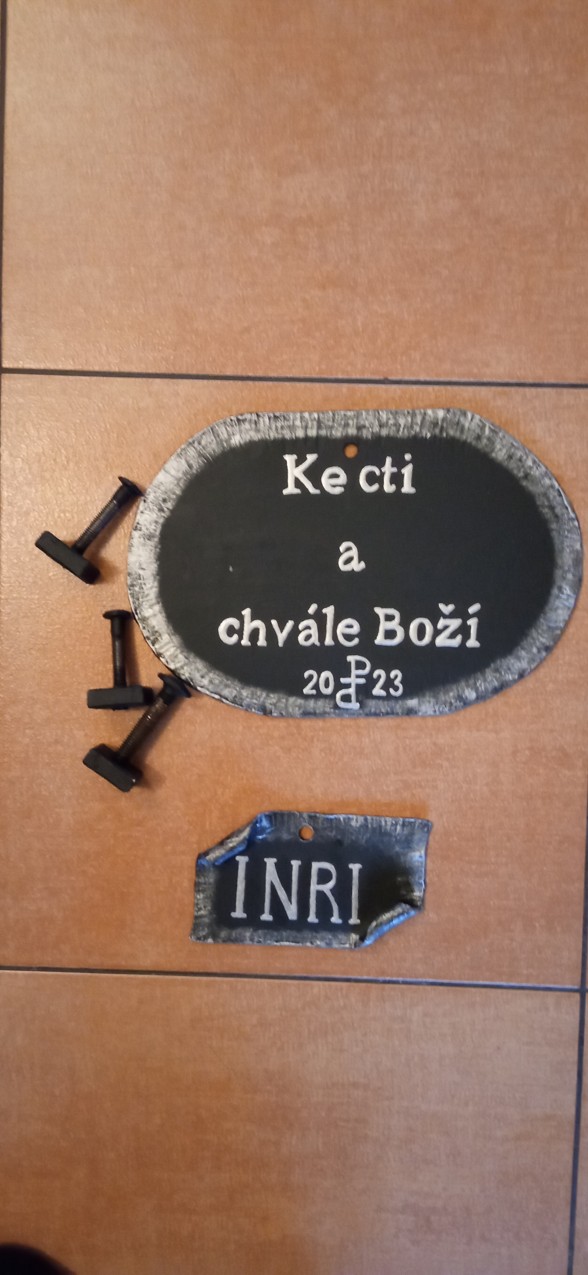 Ke cti
a
chvále Boží
20 23
INRI